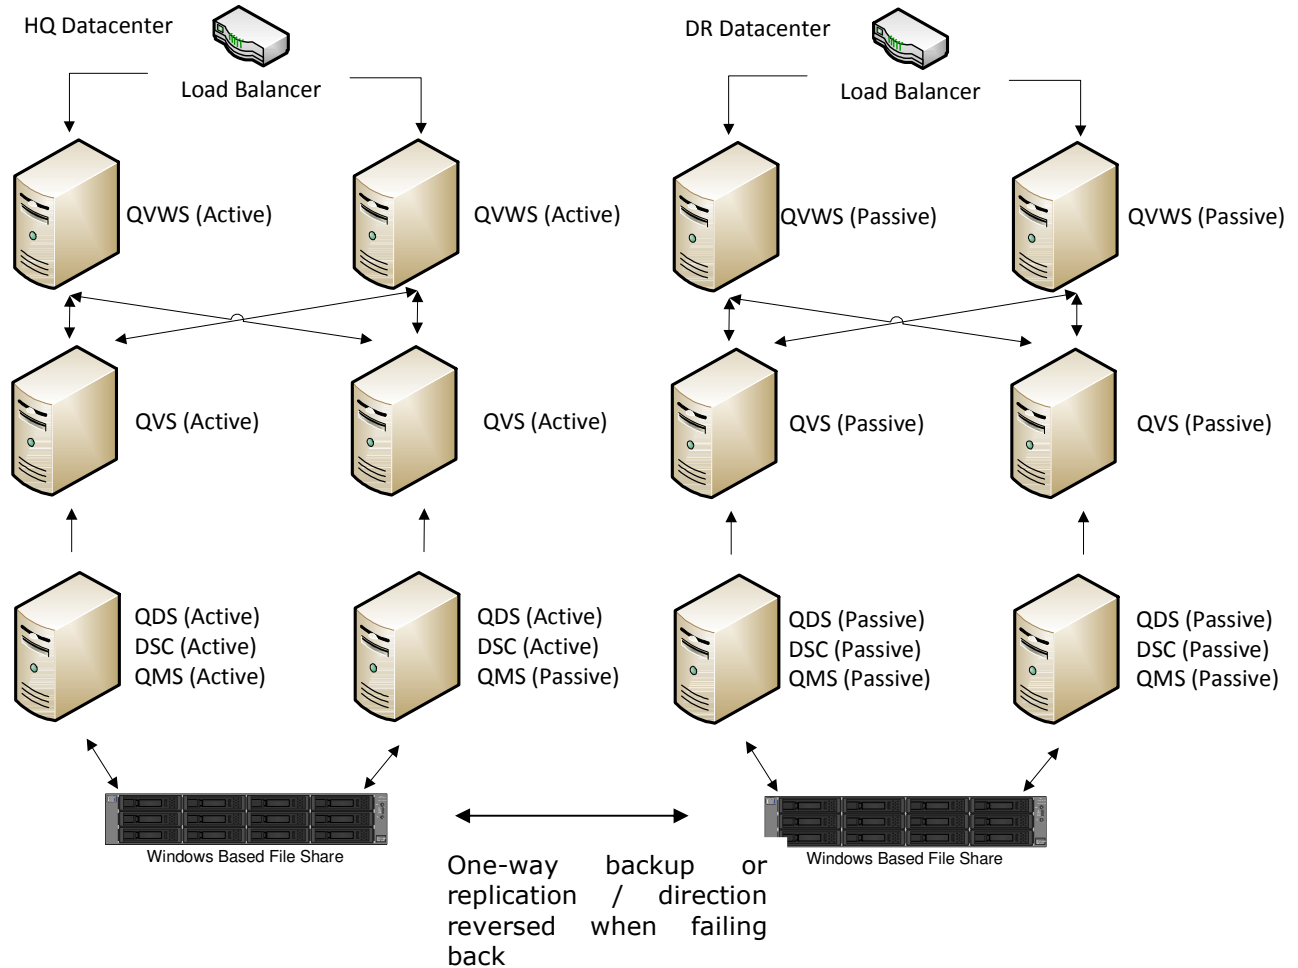 HQ Datacenter
DR Datacenter
Load Balancer
Load Balancer
QVWS (Active)
QVWS (Active)
QVWS (Passive)
QVWS (Passive)
QVS (Active)
QVS (Active)
QVS (Passive)
QVS (Passive)
QDS (Active)
DSC (Active)
QMS (Active)
QDS (Active)
DSC (Active)
QMS (Passive)
QDS (Passive)
DSC (Passive)
QMS (Passive)
QDS (Passive)
DSC (Passive)
QMS (Passive)
Windows Based File Share
Windows Based File Share
One-way backup or
replication / direction
reversed when failing
back